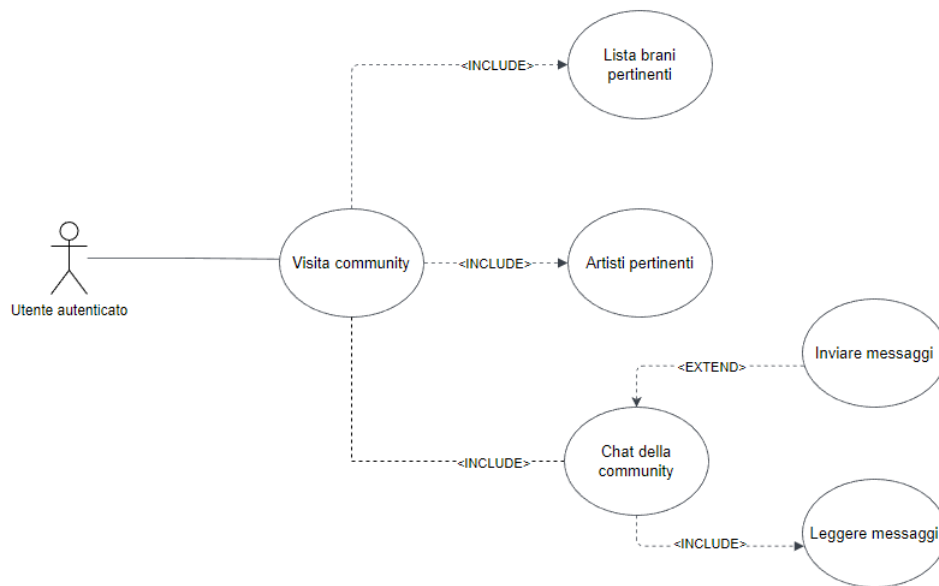 Lista brani
pertinenti
<INCLUDE>
Visita community
<INCLUDE>
Artisti pertinenti
Utente autenticato
Inviare messaggi
<EXTEND>
Chat della
community
<INCLUDE>
Leggere messaggi
<INCLUDE>